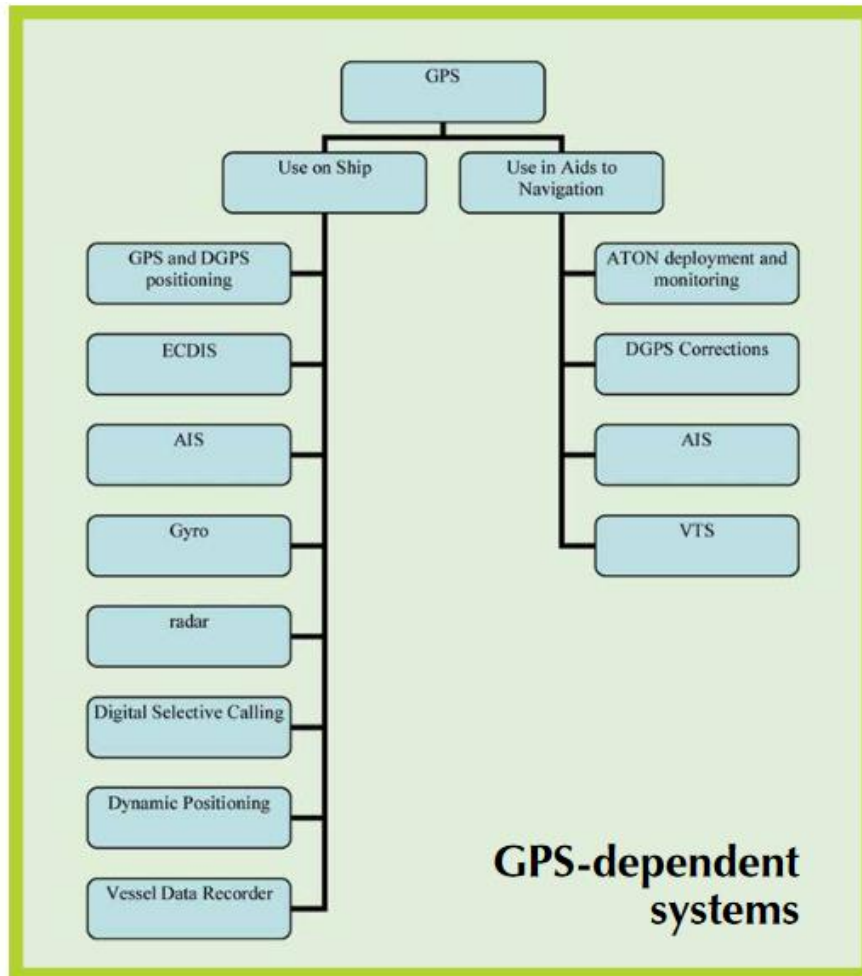 GPS
Use on Ship
Use in Aids to
Navigation
GPS and DGPS
positioning
ECDIS
AIS
Gyro
radar
Digital Selective Calling
Dynamic Positioning
Vessel Data Recorder
ATON deployment and
monitoring
DGPS Corrections
AIS
VTS
GPS-dependent
systems